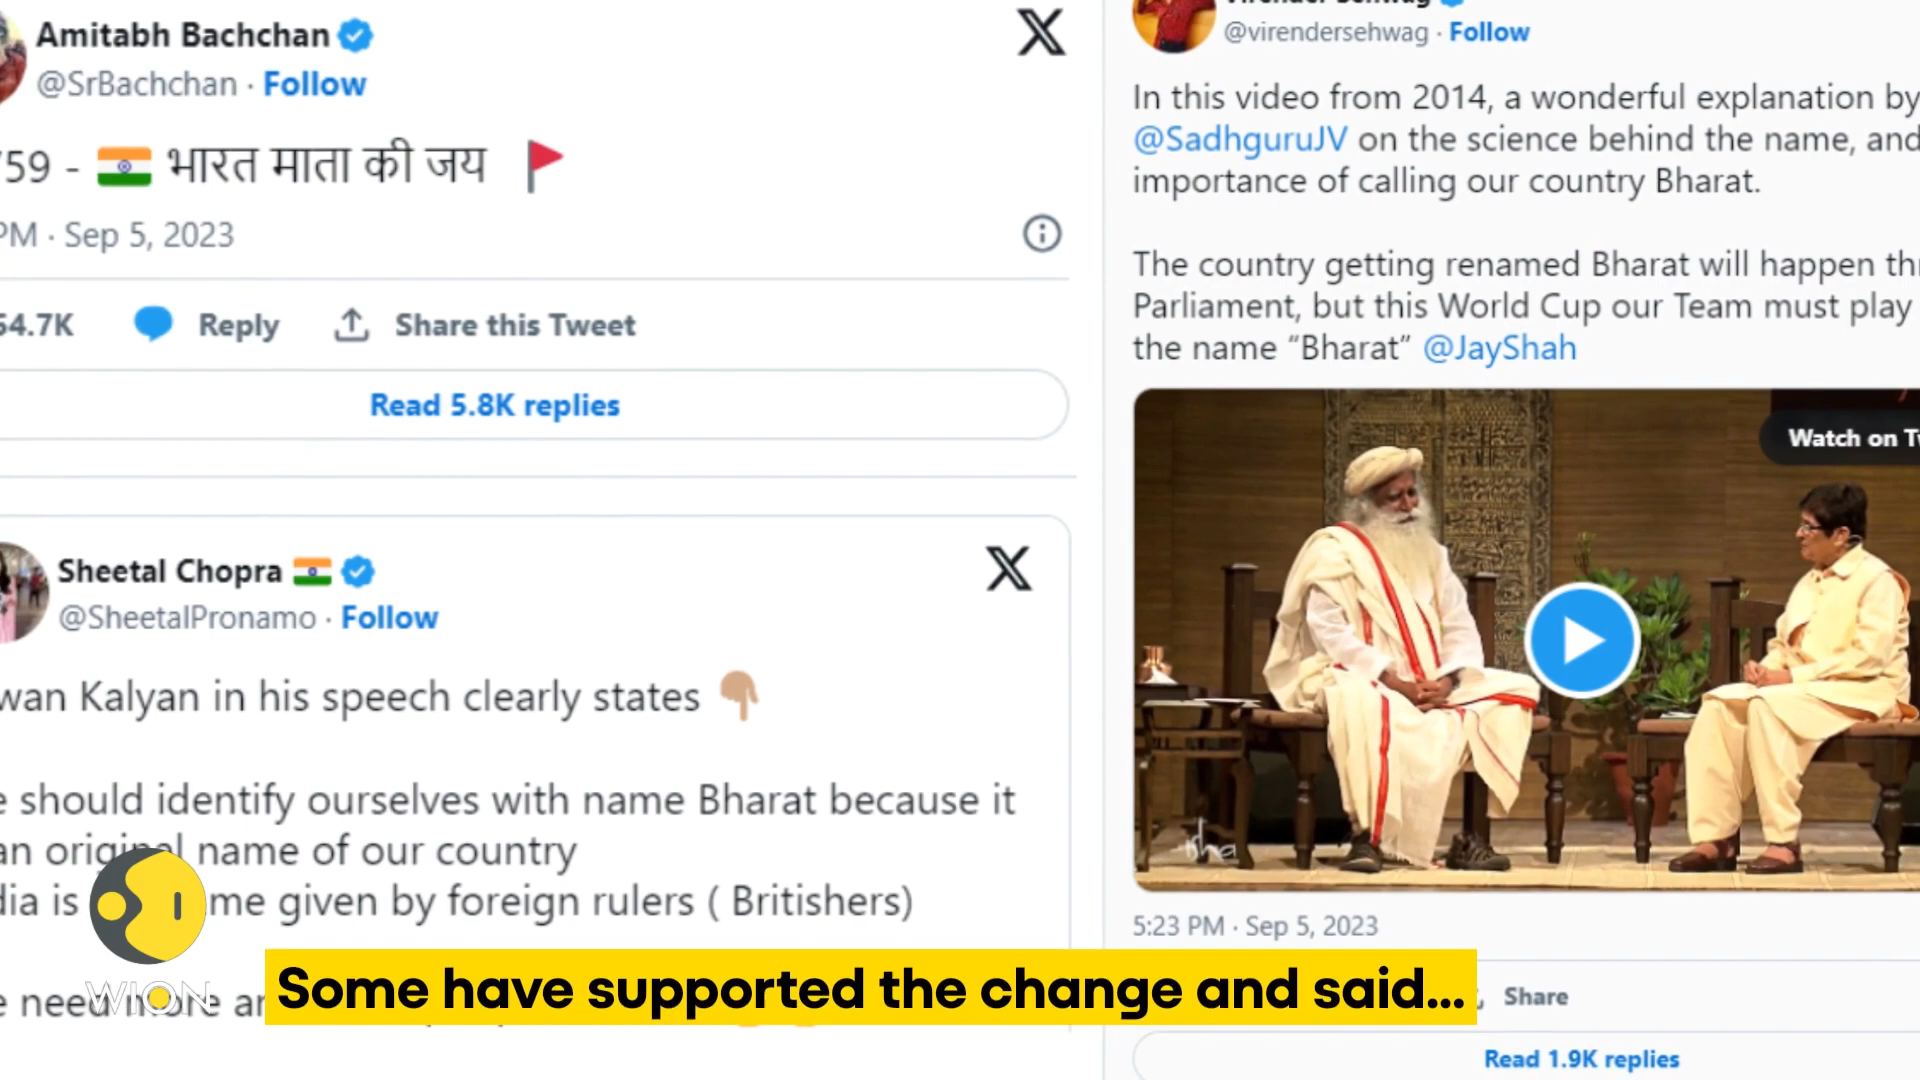 Amitabh Bachchan
@SrBachchan · Follow
59 - भारत माता की जय
PM · Sep 5, 2023
54.7K Reply Share this Tweet
Read 5.8K replies
Sheetal Chopra
@SheetalPronamo · Follow
wan Kalyan in his speech clearly states
e should identify ourselves with name Bharat because it
an original name of our country
dia is me given by foreign rulers ( Britishers)
e need more
@virendersehwag · Follow
In this video from 2014, a wonderful explanation by
@SadhguruJV on the science behind the name, and
importance of calling our country Bharat.
The country getting renamed Bharat will happen thr
Parliament, but this World Cup our Team must play
the name “Bharat” @JayShah
Watch on Tw
isha
5:23 PM · Sep 5, 2023
Share
Read 1.9K replies
WION
Some have supported the change and said...